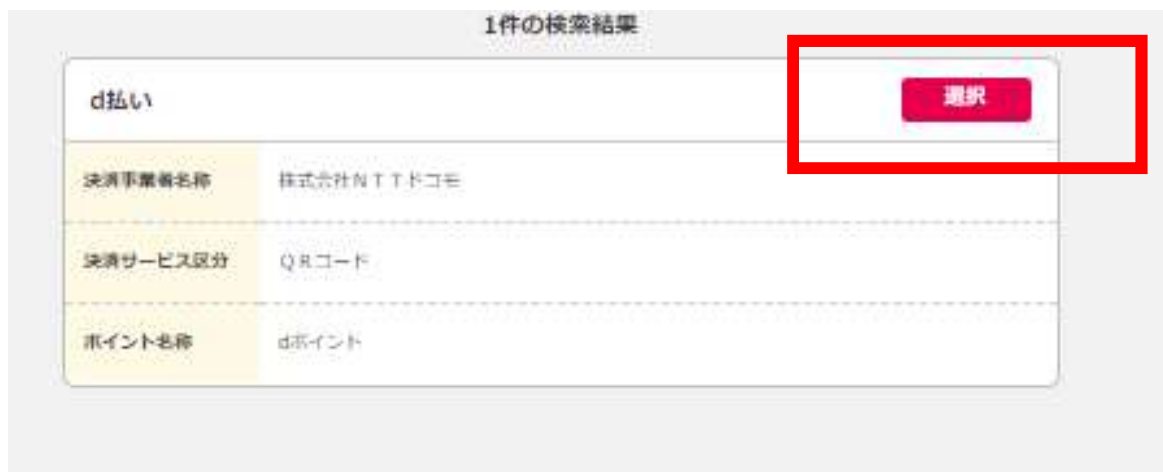 1件の検索結果
d払い
選択
決済事業者名称
株式会社NTTドコモ
決済サービス区分
QRコード
ポイント名称
dポイント